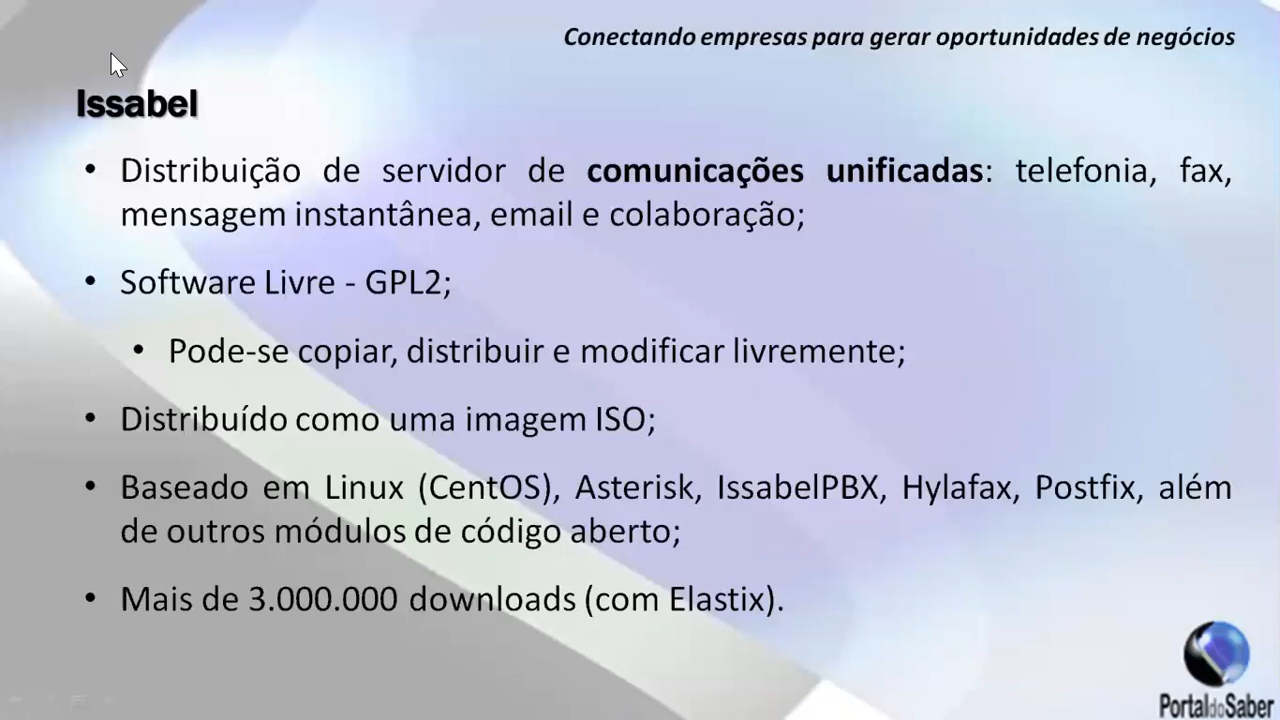 Conectando empresas para gerar oportunidades de negócios
Issabel
• Distribuição de servidor de comunicações unificadas: telefonia, fax,
mensagem instantânea, email e colaboração;
• Software Livre - GPL2;
• Pode-se copiar, distribuir e modificar livremente;
• Distribuído como uma imagem ISO;
• Baseado em Linux (CentOS), Asterisk, IssabelPBX, Hylafax, Postfix, além
de outros módulos de código aberto;
• Mais de 3.000.000 downloads (com Elastix).
PortaldoSaber